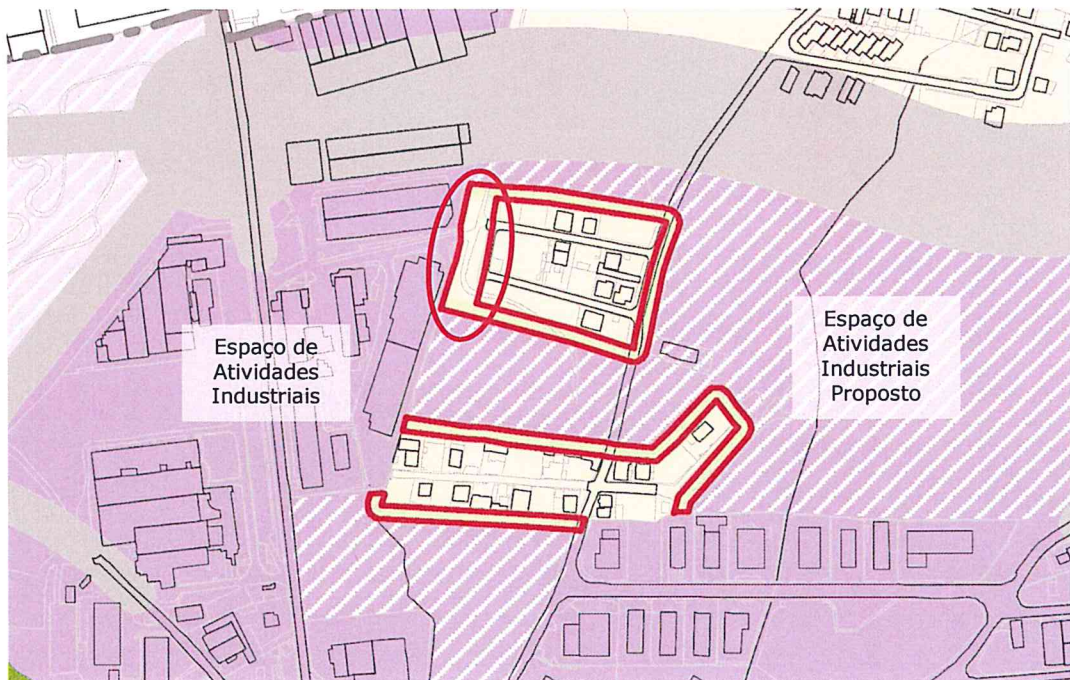 Espaço de
Atividades
Industriais
Espaço de
Atividades
Industriais
Proposto